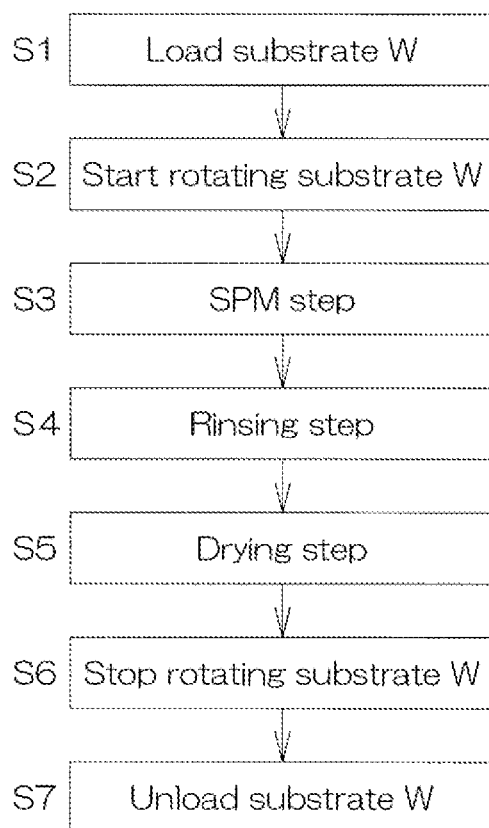 S1 Load substrate W
S2 Start rotating substrate W
S3 SPM step
S4 Rinsing step
S5 Drying step
S6 Stop rotating substrate W
S7 Unload substrate W